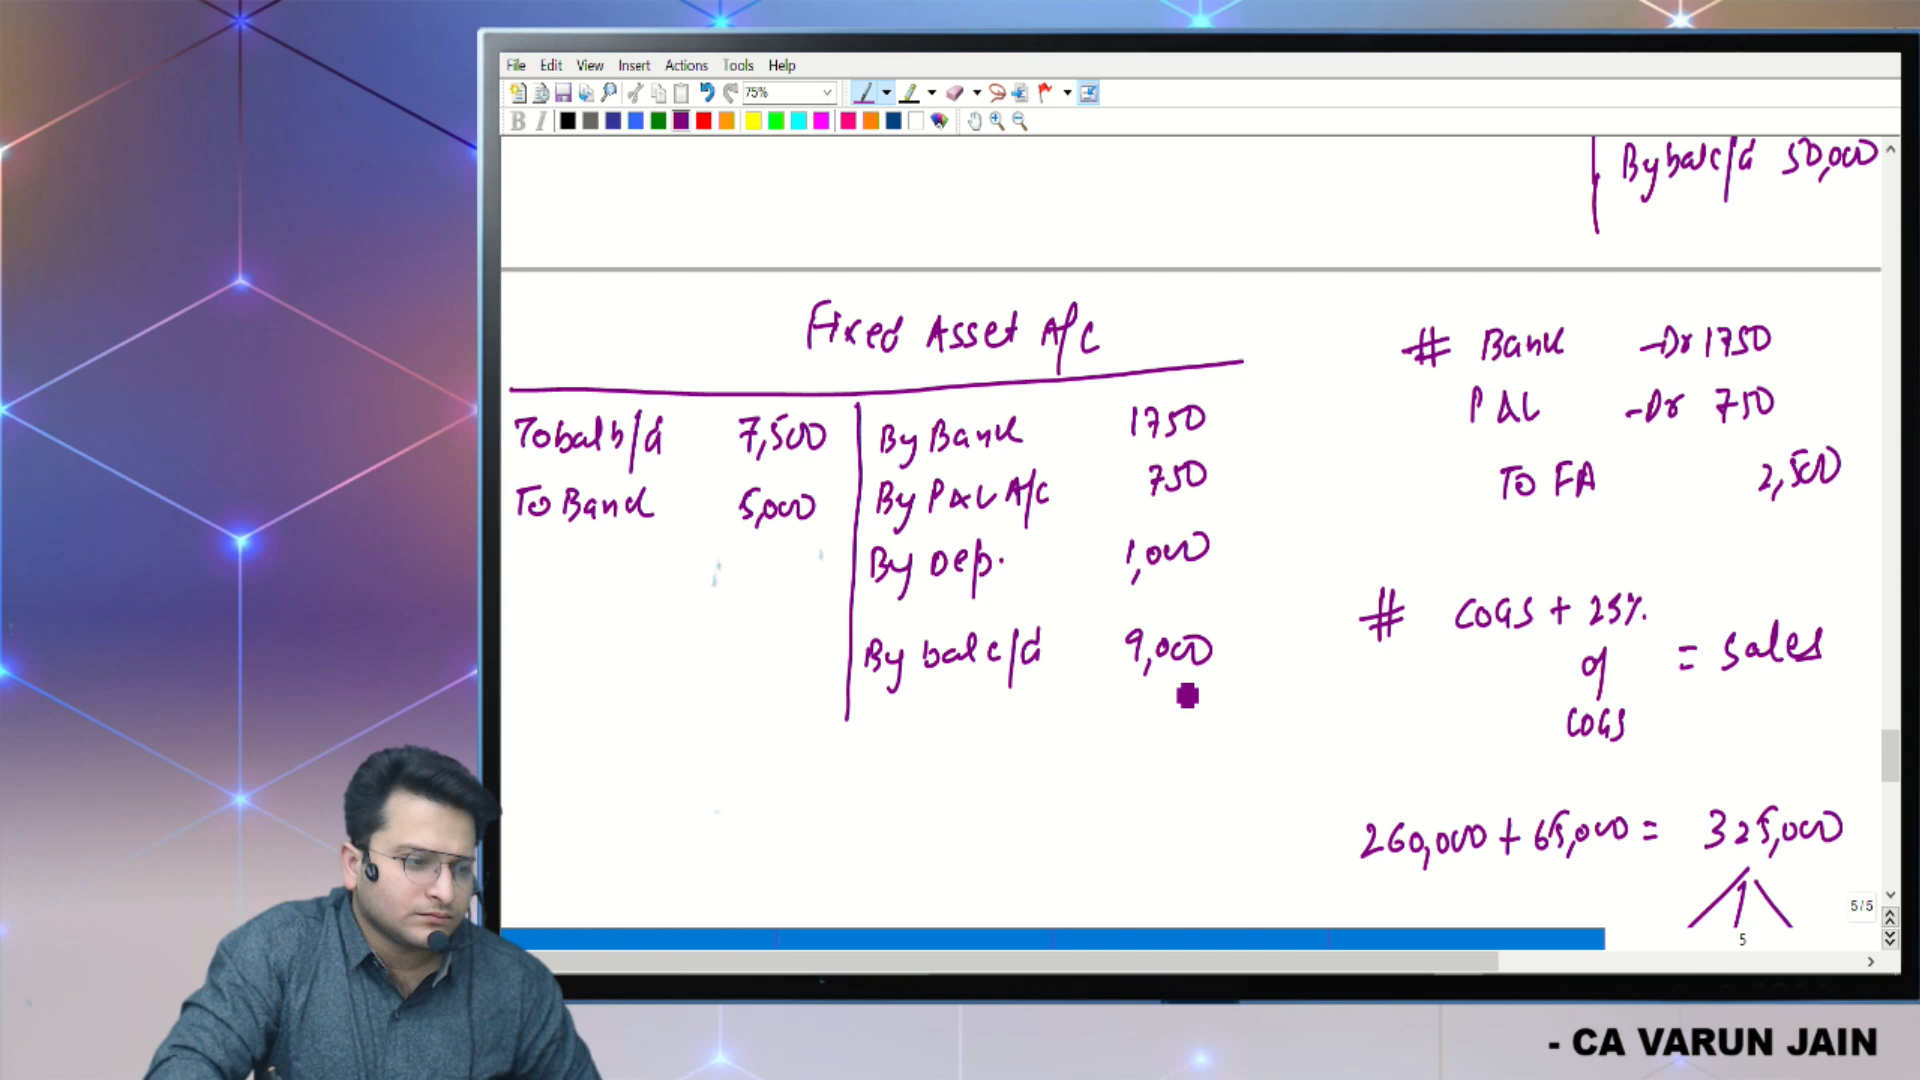 File Edit View Insert Actions Tools Help
75%
B I
By bal c/d 50,000
Fixed Asset A/C
To bal b/d 7,500 By Bank 1750
To Bank 5,000 By P&L A/c 750
By Dep. 1,000
By bal c/d 9,000
# Bank -Dr 1750
P&L -Dr 750
To FA 2,500
# COGS + 25% of COGS = Sales
260,000 + 65,000 = 325,000
5/5
5
- CA VARUN JAIN